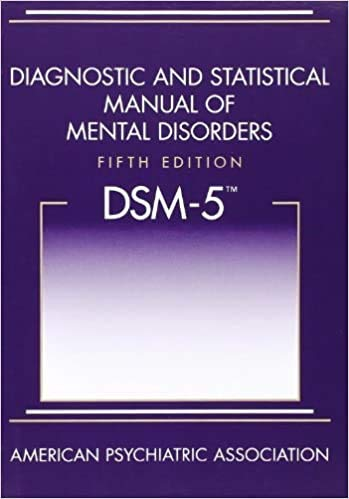 DIAGNOSTIC AND STATISTICAL
MANUAL OF
MENTAL DISORDERS
FIFTH EDITION
DSM-5™
AMERICAN PSYCHIATRIC ASSOCIATION